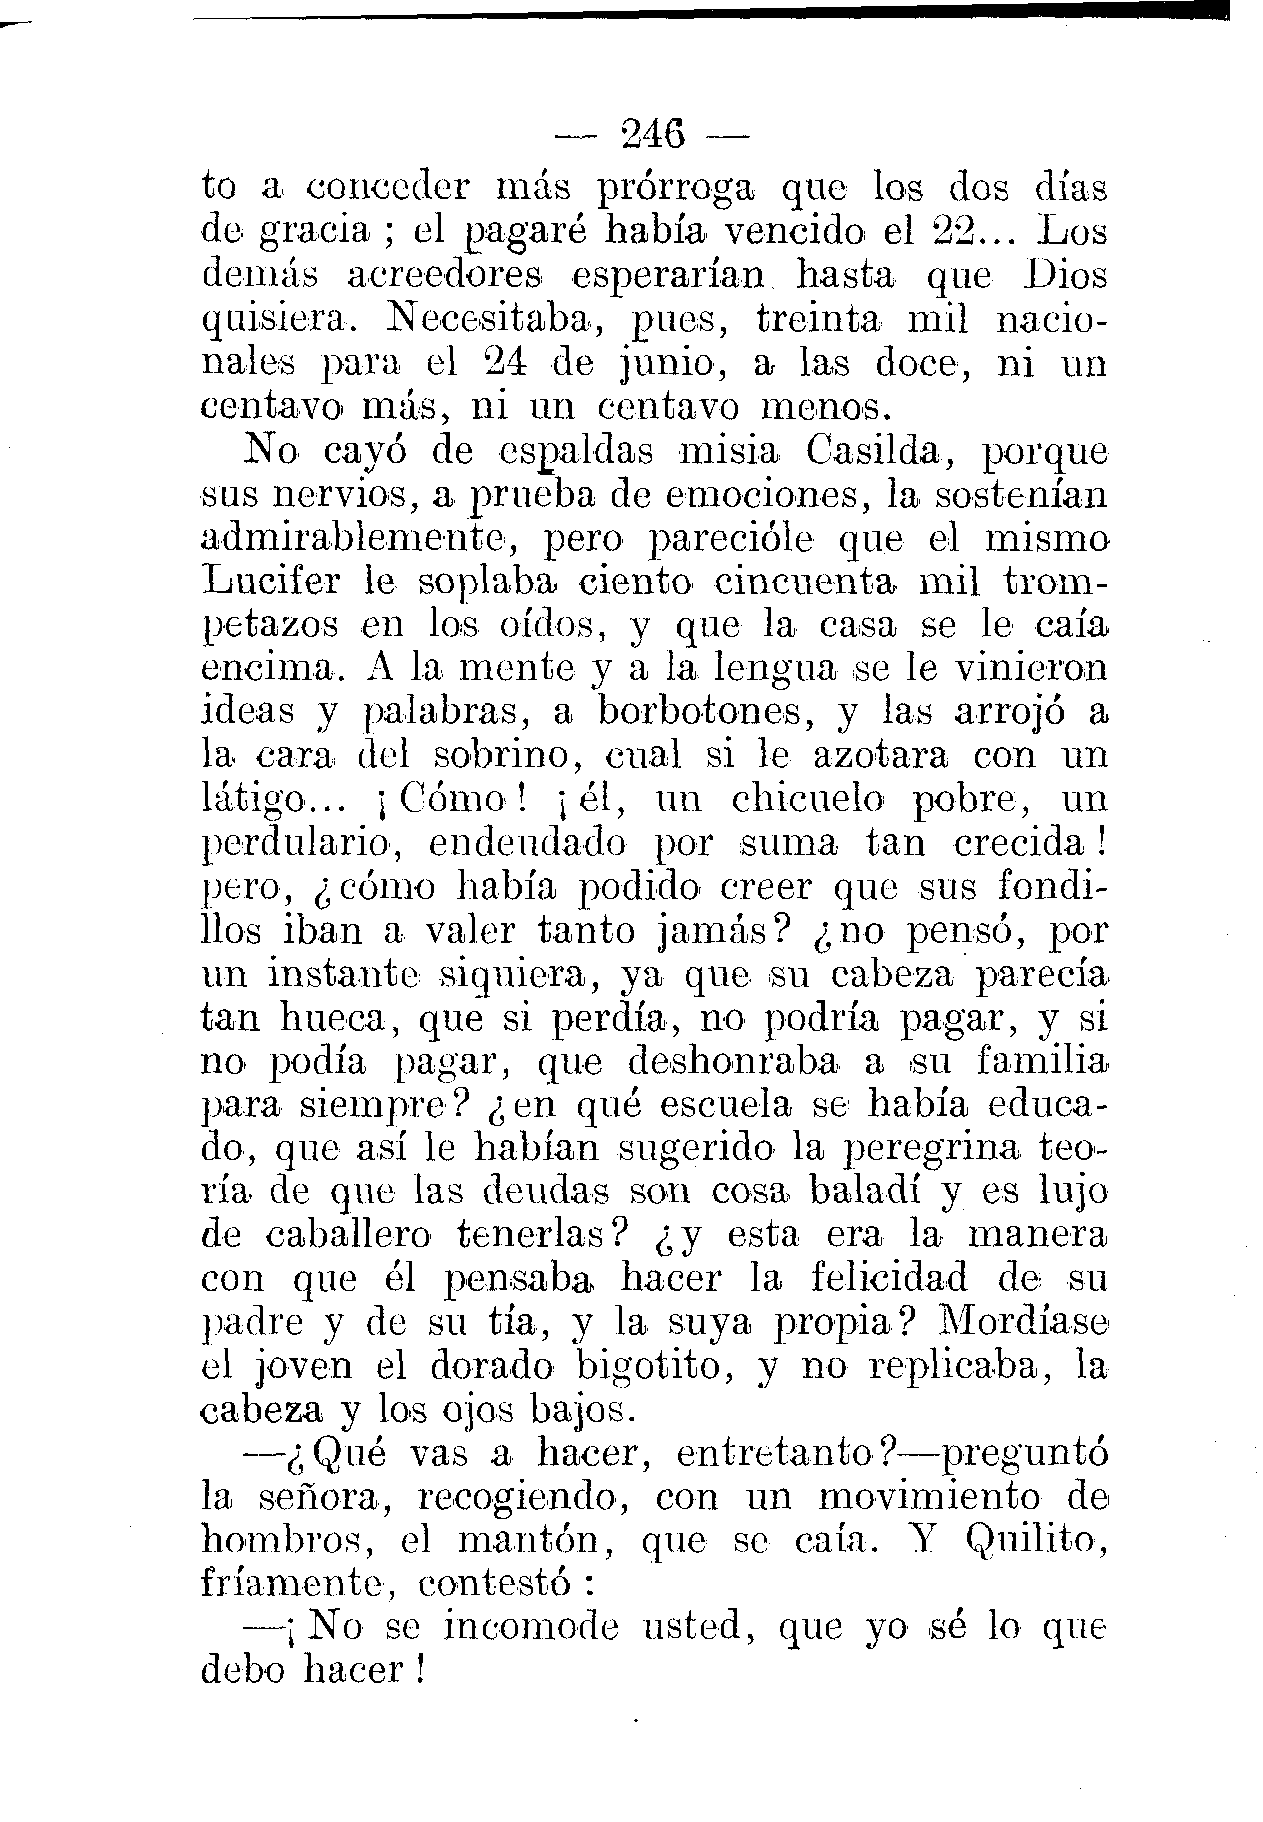 — 246 —
to a conceder más prórroga que los dos días
de gracia ; el pagaré había vencido el 22... Los
demás acreedores esperarían hasta que Dios
quisiera. Necesitaba, pues, treinta mil nacio-
nales para el 24 de junio, a las doce, ni un
centavo más, ni un centavo menos.
No cayó de espaldas misia Casilda, porque
sus nervios, a prueba de emociones, la sostenían
admirablemente, pero parecióle que el mismo
Lucifer le soplaba ciento cincuenta mil trom-
petazos en los oídos, y que la casa se le caía
encima. A la mente y a la lengua se le vinieron
ideas y palabras, a borbotones, y las arrojó a
la cara del sobrino, cual si le azotara con un
látigo... ¡ Cómo ! ¡ él, un chicuelo pobre, un
perdulario, endeudado por suma tan crecida !
pero, ¿ cómo había podido creer que sus fondi-
llos iban a valer tanto jamás? ¿ no pensó, por
un instante siquiera, ya que su cabeza parecía
tan hueca, que si perdía, no podría pagar, y si
no podía pagar, que deshonraba a su familia
para siempre? ¿ en qué escuela se había educa-
do, que así le habían sugerido la peregrina teo-
ría de que las deudas son cosa baladí y es lujo
de caballero tenerlas? ¿ y esta era la manera
con que él pensaba hacer la felicidad de su
padre y de su tía, y la suya propia? Mordíase
el joven el dorado bigotito, y no replicaba, la
cabeza y los ojos bajos.
—¿ Qué vas a hacer, entretanto?—preguntó
la señora, recogiendo, con un movimiento de
hombros, el mantón, que se caía. Y Quilito,
fríamente, contestó :
—¡ No se incomode usted, que yo sé lo que
debo hacer !